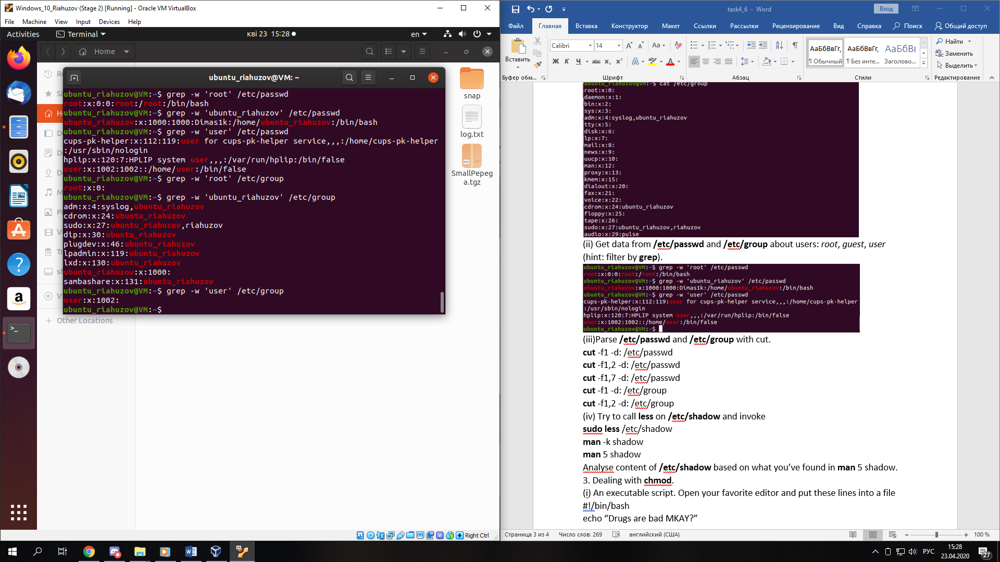 Windows_10_Riahuzov (Stage 2) [Running] - Oracle VM VirtualBox
File Machine View Input Devices Help
Activities Terminal кві 23 15:28 en
Home
ubuntu_riahuzov@VM: ~
ubuntu_riahuzov@VM:~$ grep -w 'root' /etc/passwd
root:x:0:0:root:/root:/bin/bash
ubuntu_riahuzov@VM:~$ grep -w 'ubuntu_riahuzov' /etc/passwd
ubuntu_riahuzov:x:1000:1000:Dimas1k:/home/ubuntu_riahuzov:/bin/bash
ubuntu_riahuzov@VM:~$ grep -w 'user' /etc/passwd
cups-pk-helper:x:112:119:user for cups-pk-helper service,,,:/home/cups-pk-helper
:/usr/sbin/nologin
hplip:x:120:7:HPLIP system user,,,:/var/run/hplip:/bin/false
user:x:1002:1002::/home/user:/bin/false
ubuntu_riahuzov@VM:~$ grep -w 'root' /etc/group
root:x:0:
ubuntu_riahuzov@VM:~$ grep -w 'ubuntu_riahuzov' /etc/group
adm:x:4:syslog,ubuntu_riahuzov
cdrom:x:24:ubuntu_riahuzov
sudo:x:27:ubuntu_riahuzov,riahuzov
dip:x:30:ubuntu_riahuzov
plugdev:x:46:ubuntu_riahuzov
lpadmin:x:119:ubuntu_riahuzov
lxd:x:130:ubuntu_riahuzov
ubuntu_riahuzov:x:1000:
sambashare:x:131:ubuntu_riahuzov
ubuntu_riahuzov@VM:~$ grep -w 'user' /etc/group
user:x:1002:
ubuntu_riahuzov@VM:~$
Other Locations
snap
log.txt
SmallPepeg
a.tgz
Right Ctrl
task4_6 - Word
Вход
Файл Главная Вставка Конструктор Макет Ссылки Рассылки Рецензирование Вид Справка Поиск Общий доступ
Вставить
Calibri 14
Aa
Ж К Ч abc x₂ x²
АаБбВвГг, АаБбВвГг, АаБбВв
¶ Обычный ¶ Без инте... Заголово...
Найти
Заменить
Выделить
Буфер обм... Шрифт Абзац Стили Редактирование
ubuntu_riahuzov@VM:~$ cat /etc/group
root:x:0:
daemon:x:1:
bin:x:2:
sys:x:3:
adm:x:4:syslog,ubuntu_riahuzov
tty:x:5:
disk:x:6:
lp:x:7:
mail:x:8:
news:x:9:
uucp:x:10:
man:x:12:
proxy:x:13:
kmem:x:15:
dialout:x:20:
fax:x:21:
voice:x:22:
cdrom:x:24:ubuntu_riahuzov
floppy:x:25:
tape:x:26:
sudo:x:27:ubuntu_riahuzov,riahuzov
audio:x:29:pulse
(ii) Get data from /etc/passwd and /etc/group about users: root, guest, user
(hint: filter by grep).
ubuntu_riahuzov@VM:~$ grep -w 'root' /etc/passwd
root:x:0:0:root:/root:/bin/bash
ubuntu_riahuzov@VM:~$ grep -w 'ubuntu_riahuzov' /etc/passwd
ubuntu_riahuzov:x:1000:1000:Dimas1k:/home/ubuntu_riahuzov:/bin/bash
ubuntu_riahuzov@VM:~$ grep -w 'user' /etc/passwd
cups-pk-helper:x:112:119:user for cups-pk-helper service,,,:/home/cups-pk-helper
:/usr/sbin/nologin
hplip:x:120:7:HPLIP system user,,,:/var/run/hplip:/bin/false
user:x:1002:1002::/home/user:/bin/false
ubuntu_riahuzov@VM:~$
(iii)Parse /etc/passwd and /etc/group with cut.
cut -f1 -d: /etc/passwd
cut -f1,2 -d: /etc/passwd
cut -f1,7 -d: /etc/passwd
cut -f1 -d: /etc/group
cut -f1,2 -d: /etc/group
(iv) Try to call less on /etc/shadow and invoke
sudo less /etc/shadow
man -k shadow
man 5 shadow
Analyse content of /etc/shadow based on what you’ve found in man 5 shadow.
3. Dealing with chmod.
(i) An executable script. Open your favorite editor and put these lines into a file
#!/bin/bash
echo “Drugs are bad MKAY?”
Страница 3 из 4 Число слов: 269 английский (США) 100 %
РУС 15:28
23.04.2020
27